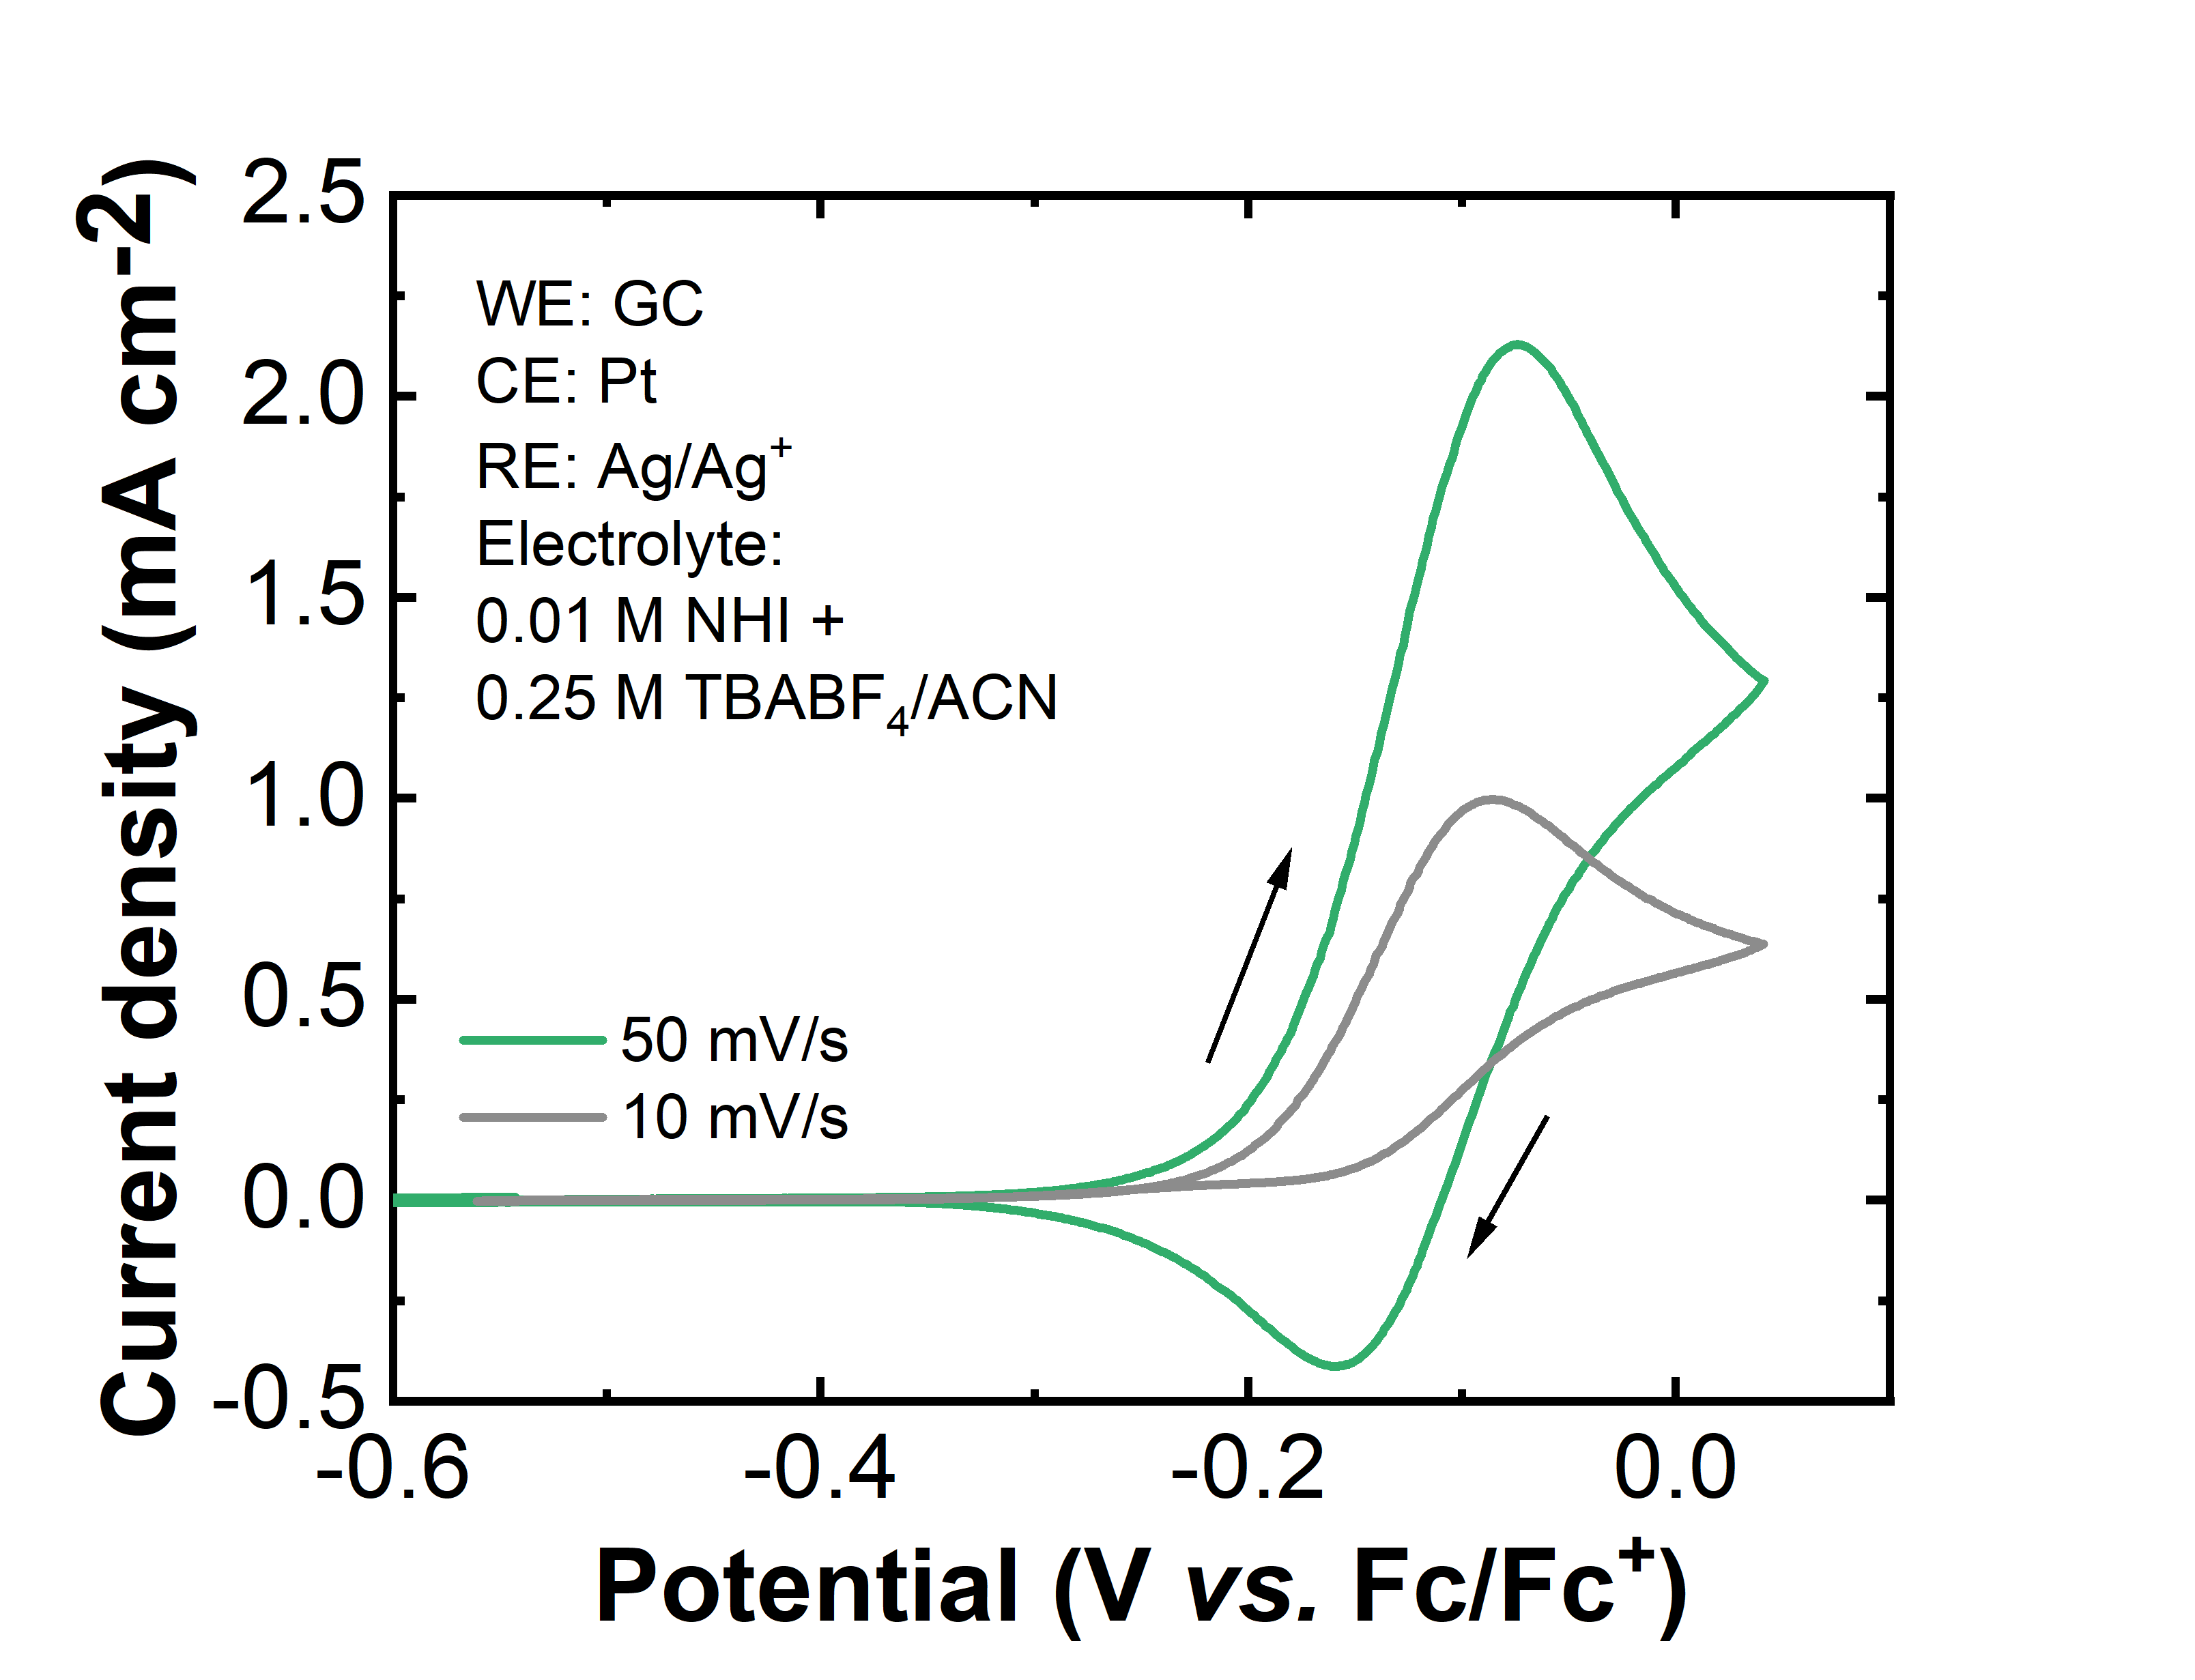 Current density (mA cm-2)
2.5
2.0
1.5
1.0
0.5
0.0
-0.5
WE: GC
CE: Pt
RE: Ag/Ag⁺
Electrolyte:
0.01 M NHI +
0.25 M TBABF₄/ACN
50 mV/s
10 mV/s
-0.6 -0.4 -0.2 0.0
Potential (V vs. Fc/Fc⁺)